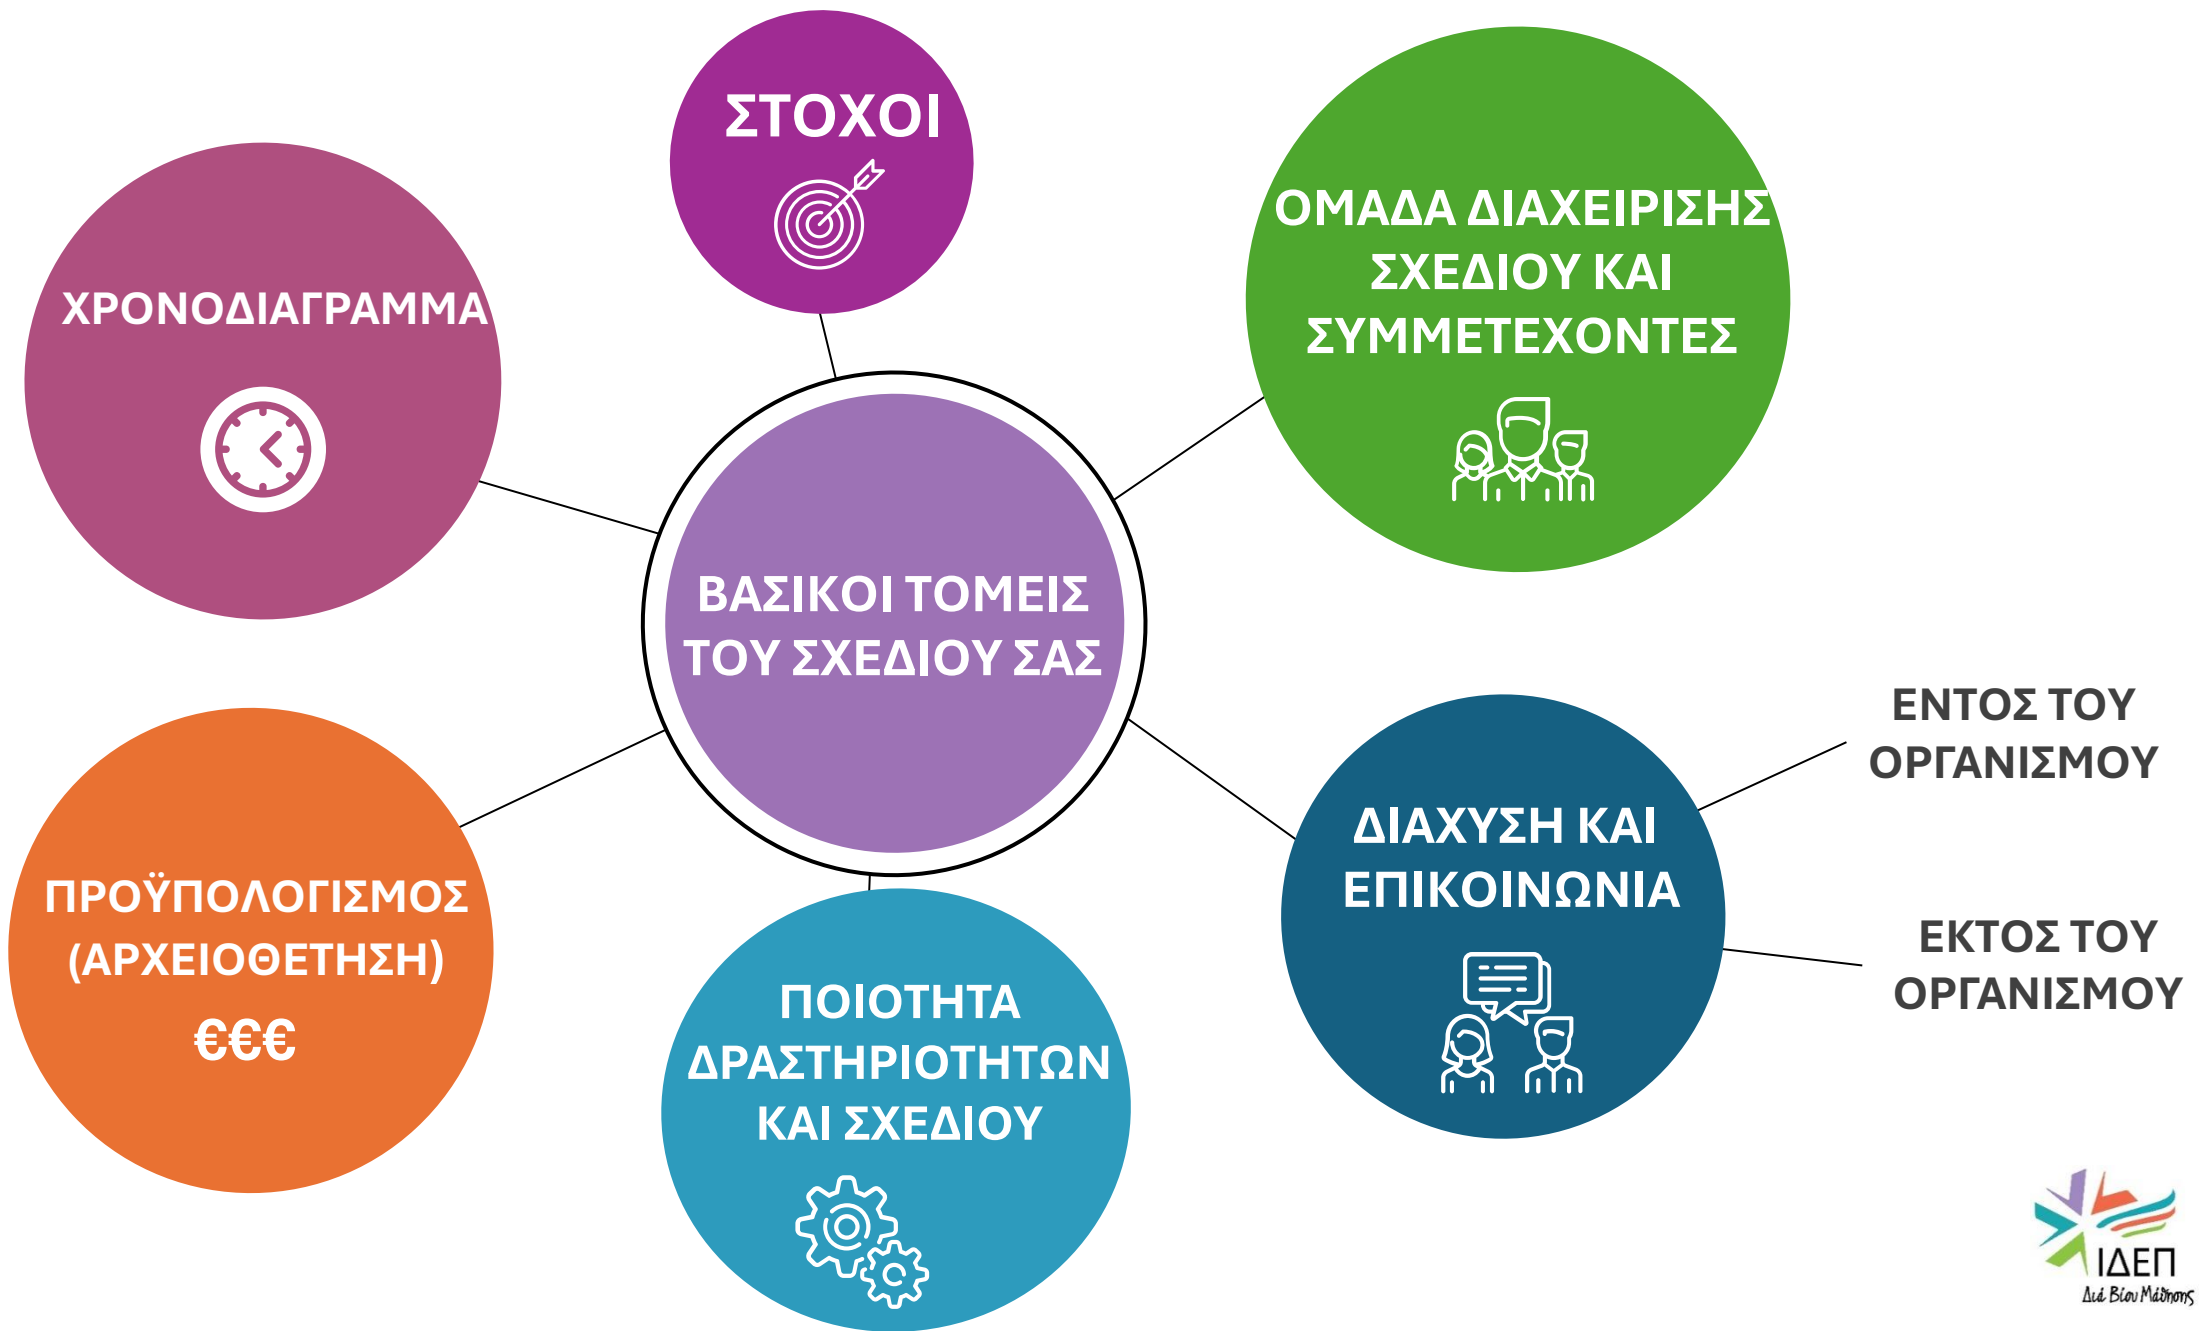 ΣΤΟΧΟΙ
ΟΜΑΔΑ ΔΙΑΧΕΙΡΙΣΗΣ
ΣΧΕΔΙΟΥ ΚΑΙ
ΣΥΜΜΕΤΕΧΟΝΤΕΣ
ΧΡΟΝΟΔΙΑΓΡΑΜΜΑ
ΒΑΣΙΚΟΙ ΤΟΜΕΙΣ
ΤΟΥ ΣΧΕΔΙΟΥ ΣΑΣ
ΕΝΤΟΣ ΤΟΥ
ΟΡΓΑΝΙΣΜΟΥ
ΔΙΑΧΥΣΗ ΚΑΙ
ΕΠΙΚΟΙΝΩΝΙΑ
ΕΚΤΟΣ ΤΟΥ
ΟΡΓΑΝΙΣΜΟΥ
ΠΡΟΫΠΟΛΟΓΙΣΜΟΣ
(ΑΡΧΕΙΟΘΕΤΗΣΗ)
€€€
ΠΟΙΟΤΗΤΑ
ΔΡΑΣΤΗΡΙΟΤΗΤΩΝ
ΚΑΙ ΣΧΕΔΙΟΥ
ΙΔΕΠ
Διά Βίου Μάθησης